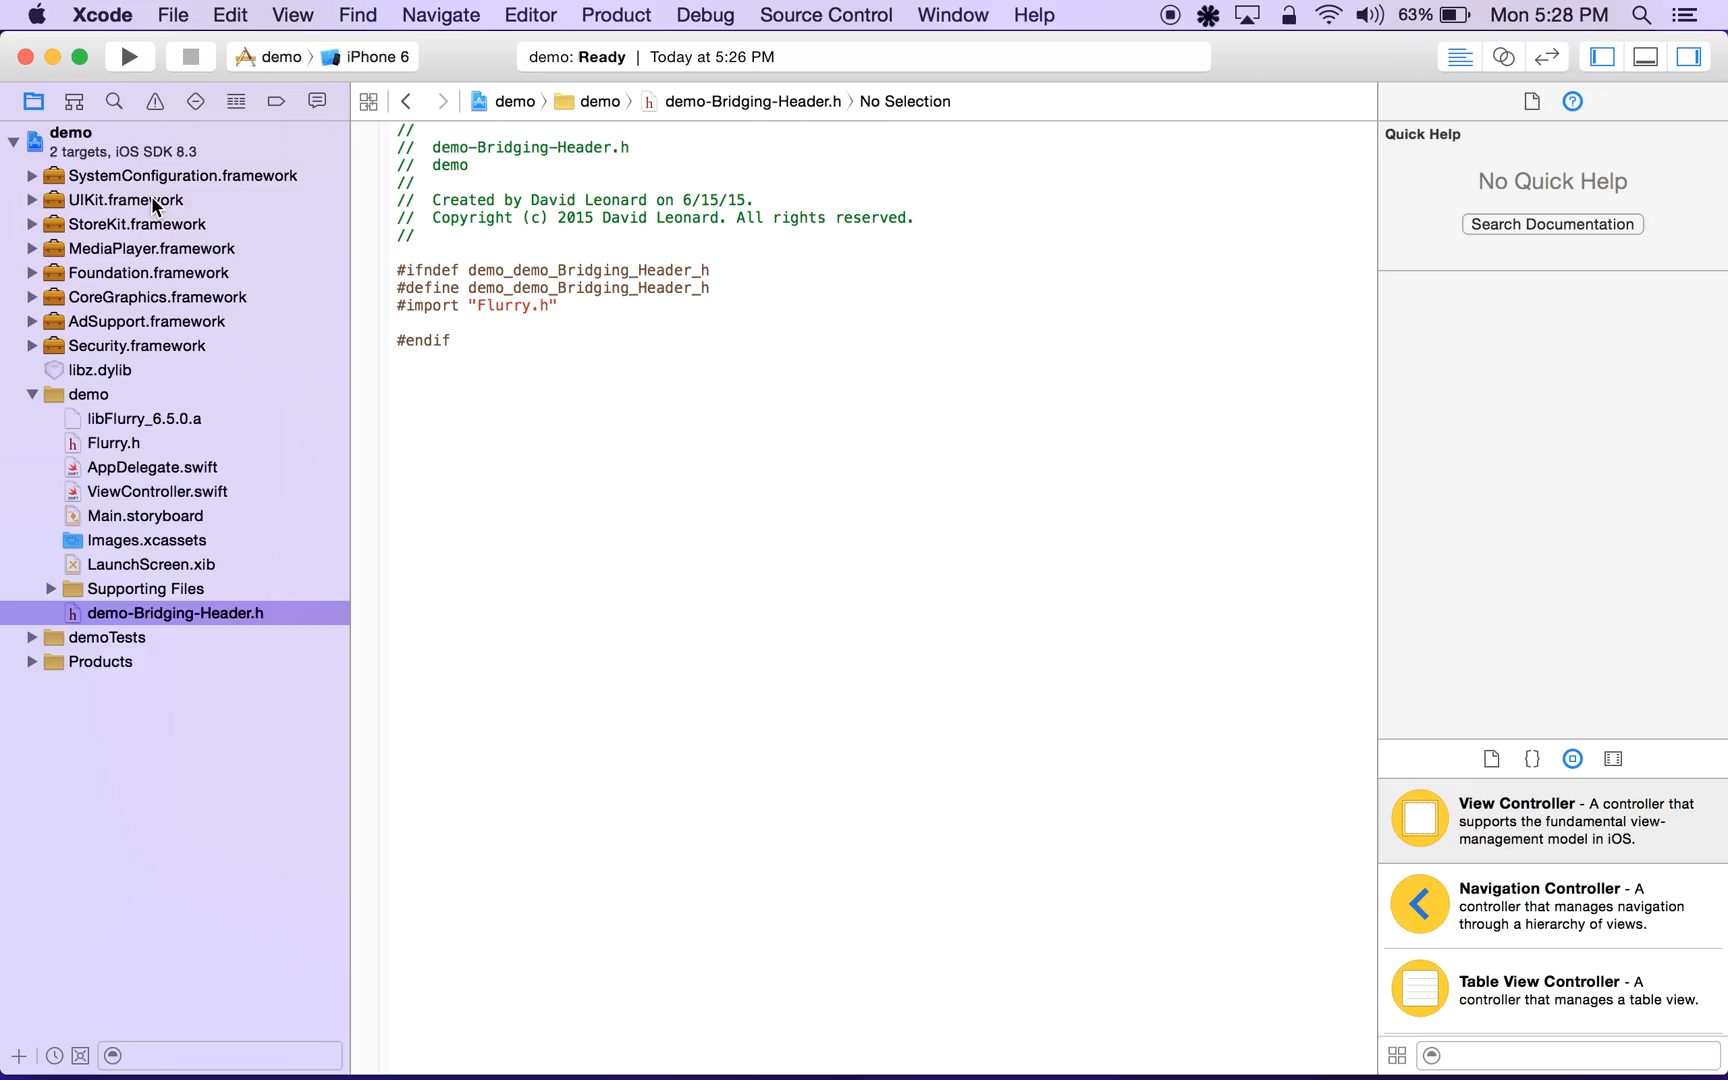 Xcode File Edit View Find Navigate Editor Product Debug Source Control Window Help 63% Mon 5:28 PM
demo iPhone 6 demo: Ready | Today at 5:26 PM
demo demo demo-Bridging-Header.h No Selection
demo
2 targets, iOS SDK 8.3
SystemConfiguration.framework
UIKit.framework
StoreKit.framework
MediaPlayer.framework
Foundation.framework
CoreGraphics.framework
AdSupport.framework
Security.framework
libz.dylib
demo
libFlurry_6.5.0.a
Flurry.h
AppDelegate.swift
ViewController.swift
Main.storyboard
Images.xcassets
LaunchScreen.xib
Supporting Files
demo-Bridging-Header.h
demoTests
Products
//
// demo-Bridging-Header.h
// demo
//
// Created by David Leonard on 6/15/15.
// Copyright (c) 2015 David Leonard. All rights reserved.
//
#ifndef demo_demo_Bridging_Header_h
#define demo_demo_Bridging_Header_h
#import "Flurry.h"
#endif
Quick Help
No Quick Help
Search Documentation
View Controller - A controller that
supports the fundamental view-
management model in iOS.
Navigation Controller - A
controller that manages navigation
through a hierarchy of views.
Table View Controller - A
controller that manages a table view.